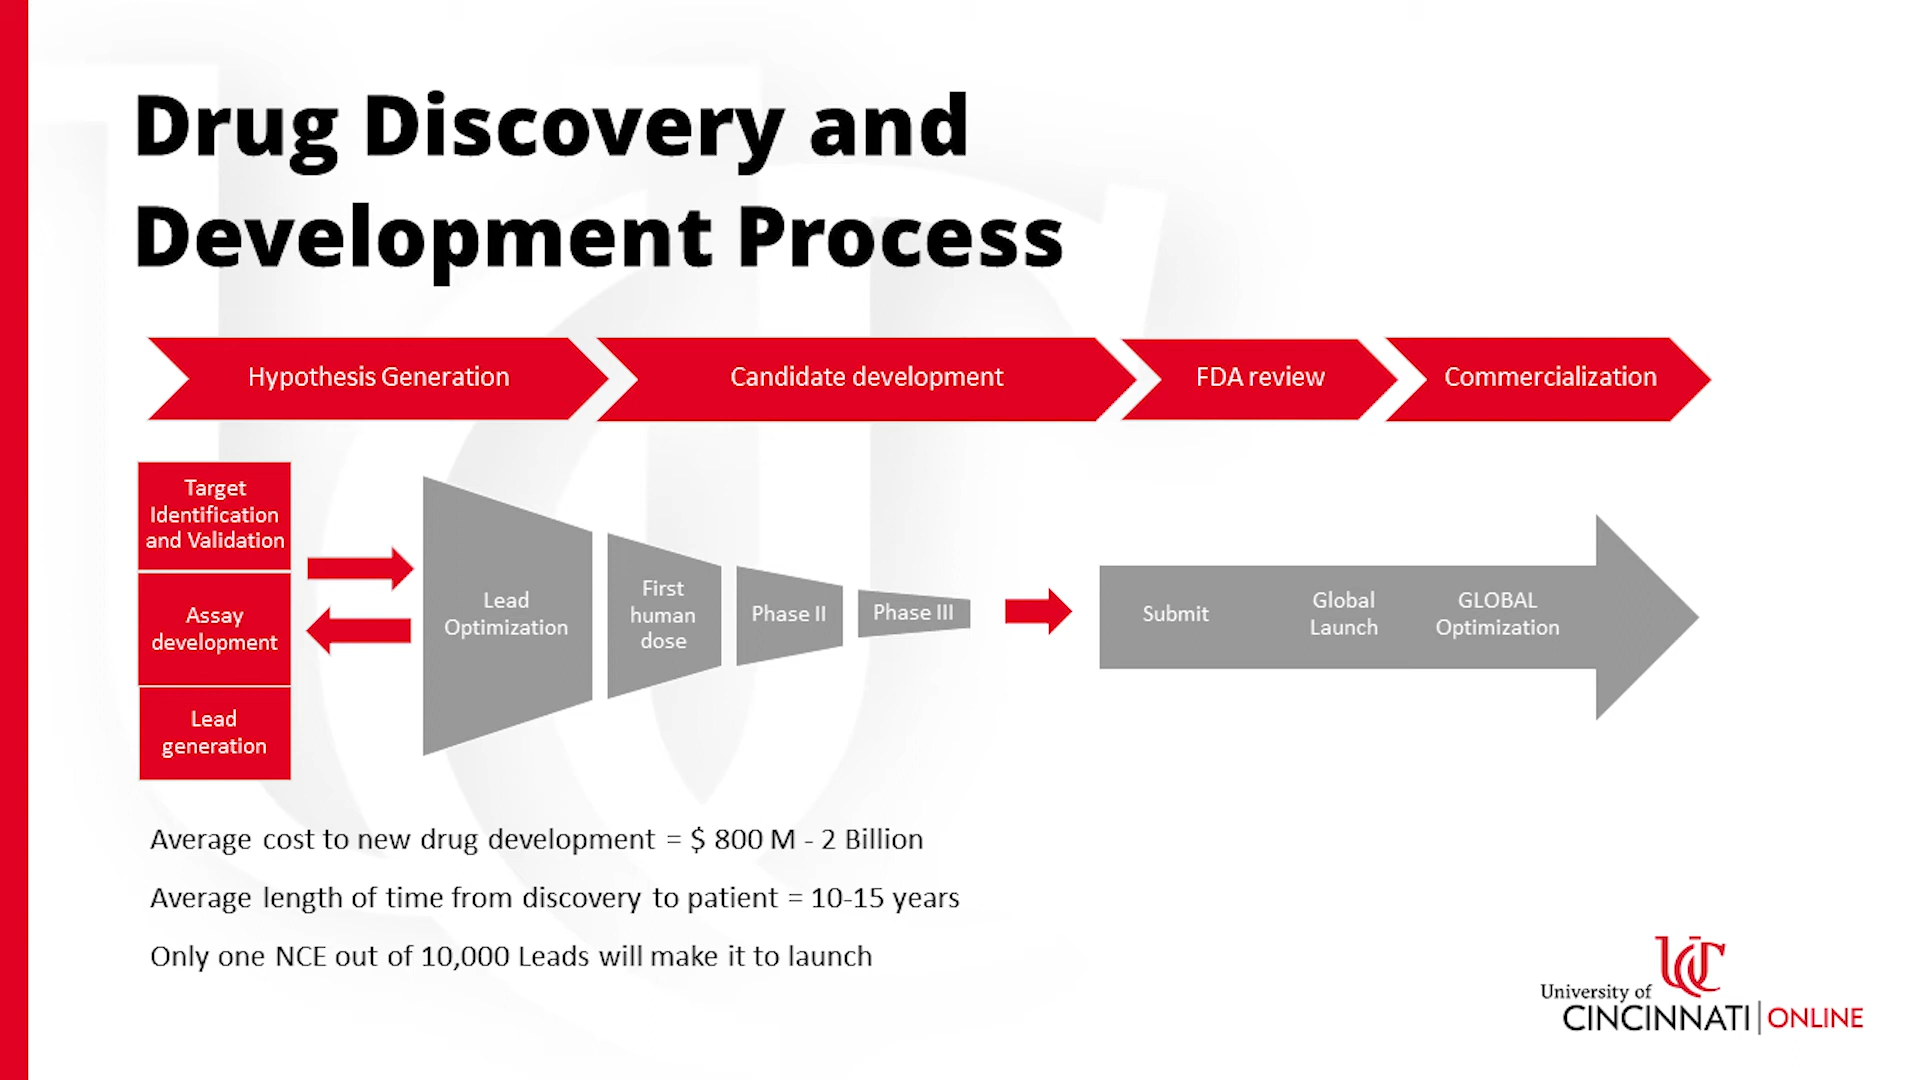 Drug Discovery and
Development Process
Hypothesis Generation
Candidate development
FDA review
Commercialization
Target
Identification
and Validation
Assay
development
Lead
generation
Lead
Optimization
First
human
dose
Phase II
Phase III
Submit
Global
Launch
GLOBAL
Optimization
Average cost to new drug development = $ 800 M - 2 Billion
Average length of time from discovery to patient = 10-15 years
Only one NCE out of 10,000 Leads will make it to launch
UC
University of
CINCINNATI | ONLINE